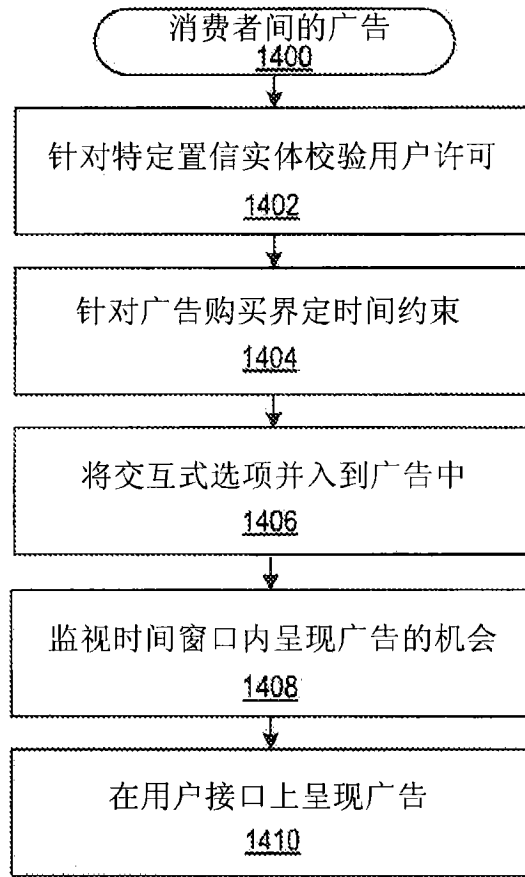 消费者间的广告
1400
针对特定置信实体校验用户许可
1402
针对广告购买界定时间约束
1404
将交互式选项并入到广告中
1406
监视时间窗口内呈现广告的机会
1408
在用户接口上呈现广告
1410